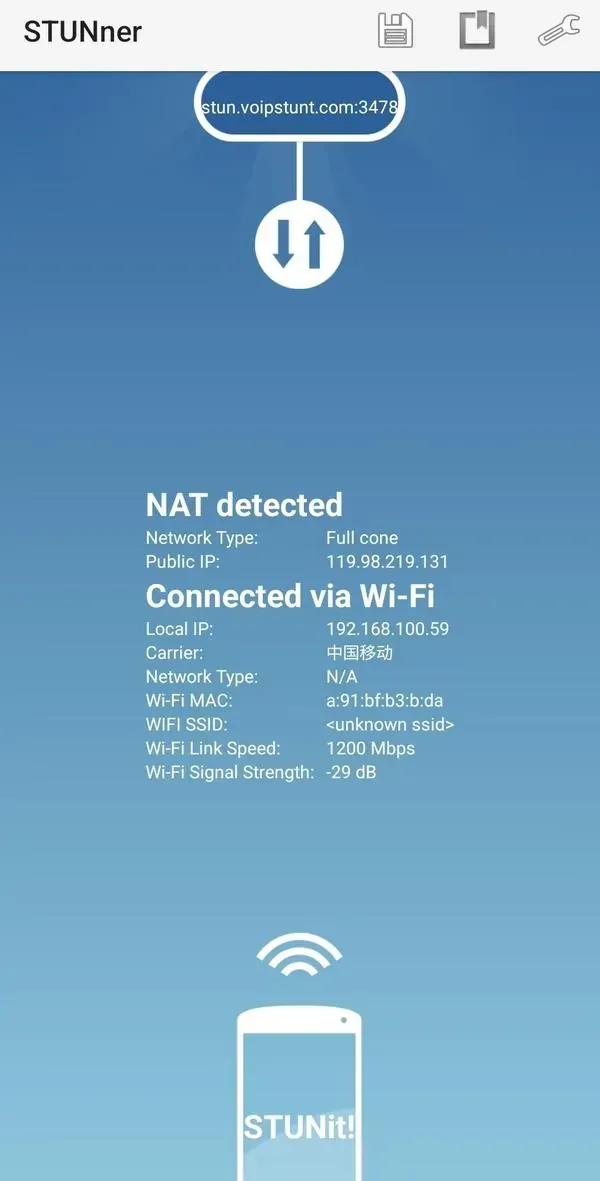 STUNner
stun.voipstunt.com:3478
NAT detected
Network Type: Full cone
Public IP: 119.98.219.131
Connected via Wi-Fi
Local IP: 192.168.100.59
Carrier: 中国移动
Network Type: N/A
Wi-Fi MAC: a:91:bf:b3:b:da
WIFI SSID: <unknown ssid>
Wi-Fi Link Speed: 1200 Mbps
Wi-Fi Signal Strength: -29 dB
STUNit!